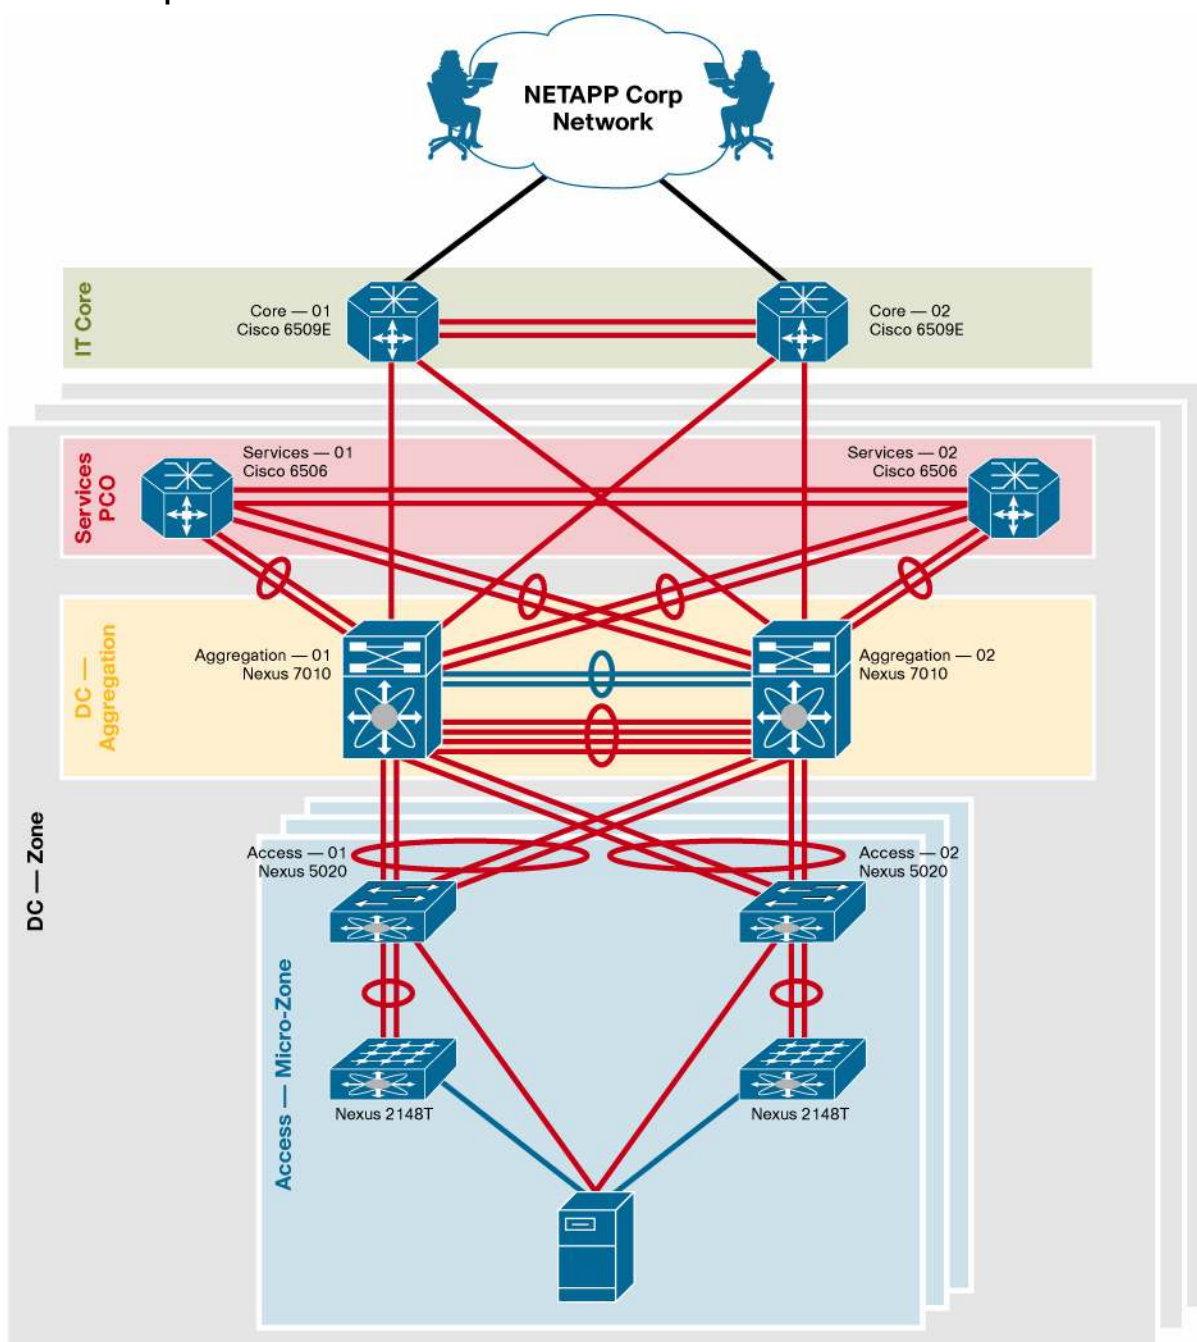 NETAPP Corp
Network
IT Core
Core — 01
Cisco 6509E
Core — 02
Cisco 6509E
Services
PCO
Services — 01
Cisco 6506
Services — 02
Cisco 6506
DC —
Aggregation
Aggregation — 01
Nexus 7010
Aggregation — 02
Nexus 7010
DC — Zone
Access — 01
Nexus 5020
Access — 02
Nexus 5020
Access — Micro-Zone
Nexus 2148T
Nexus 2148T